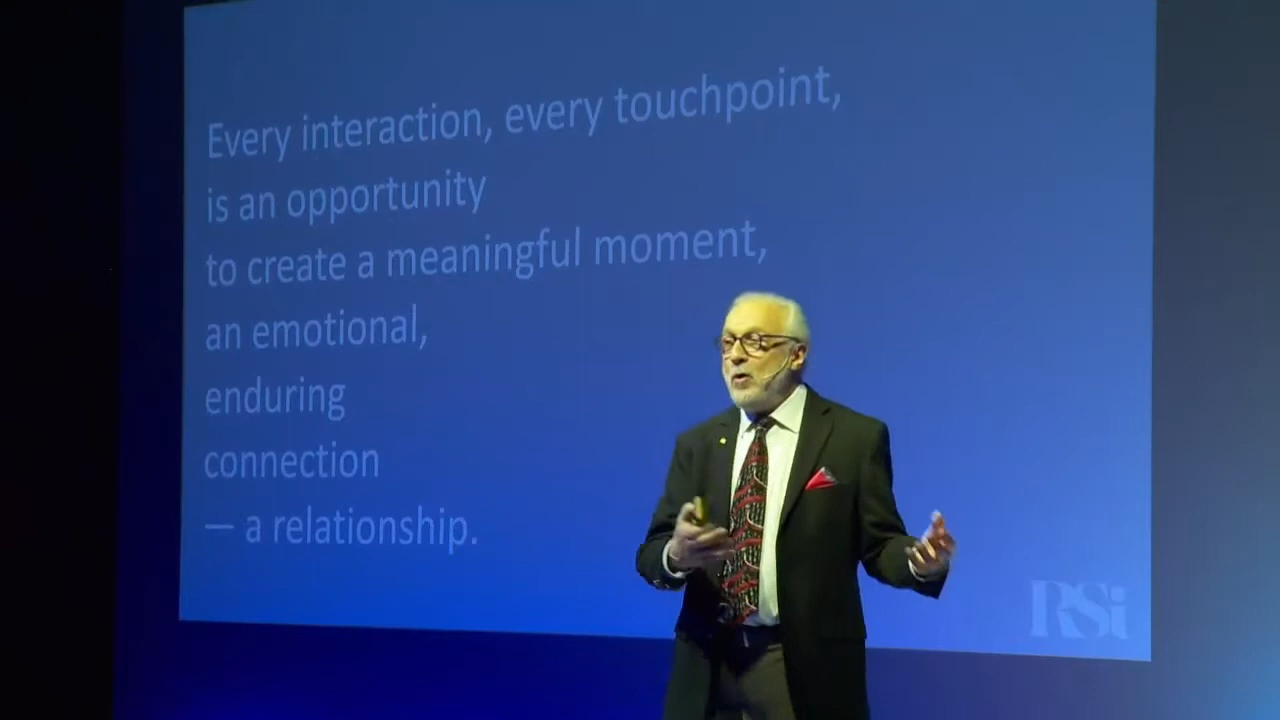 Every interaction, every touchpoint,
is an opportunity
to create a meaningful moment,
an emotional,
enduring
connection
— a relationship.
RSi